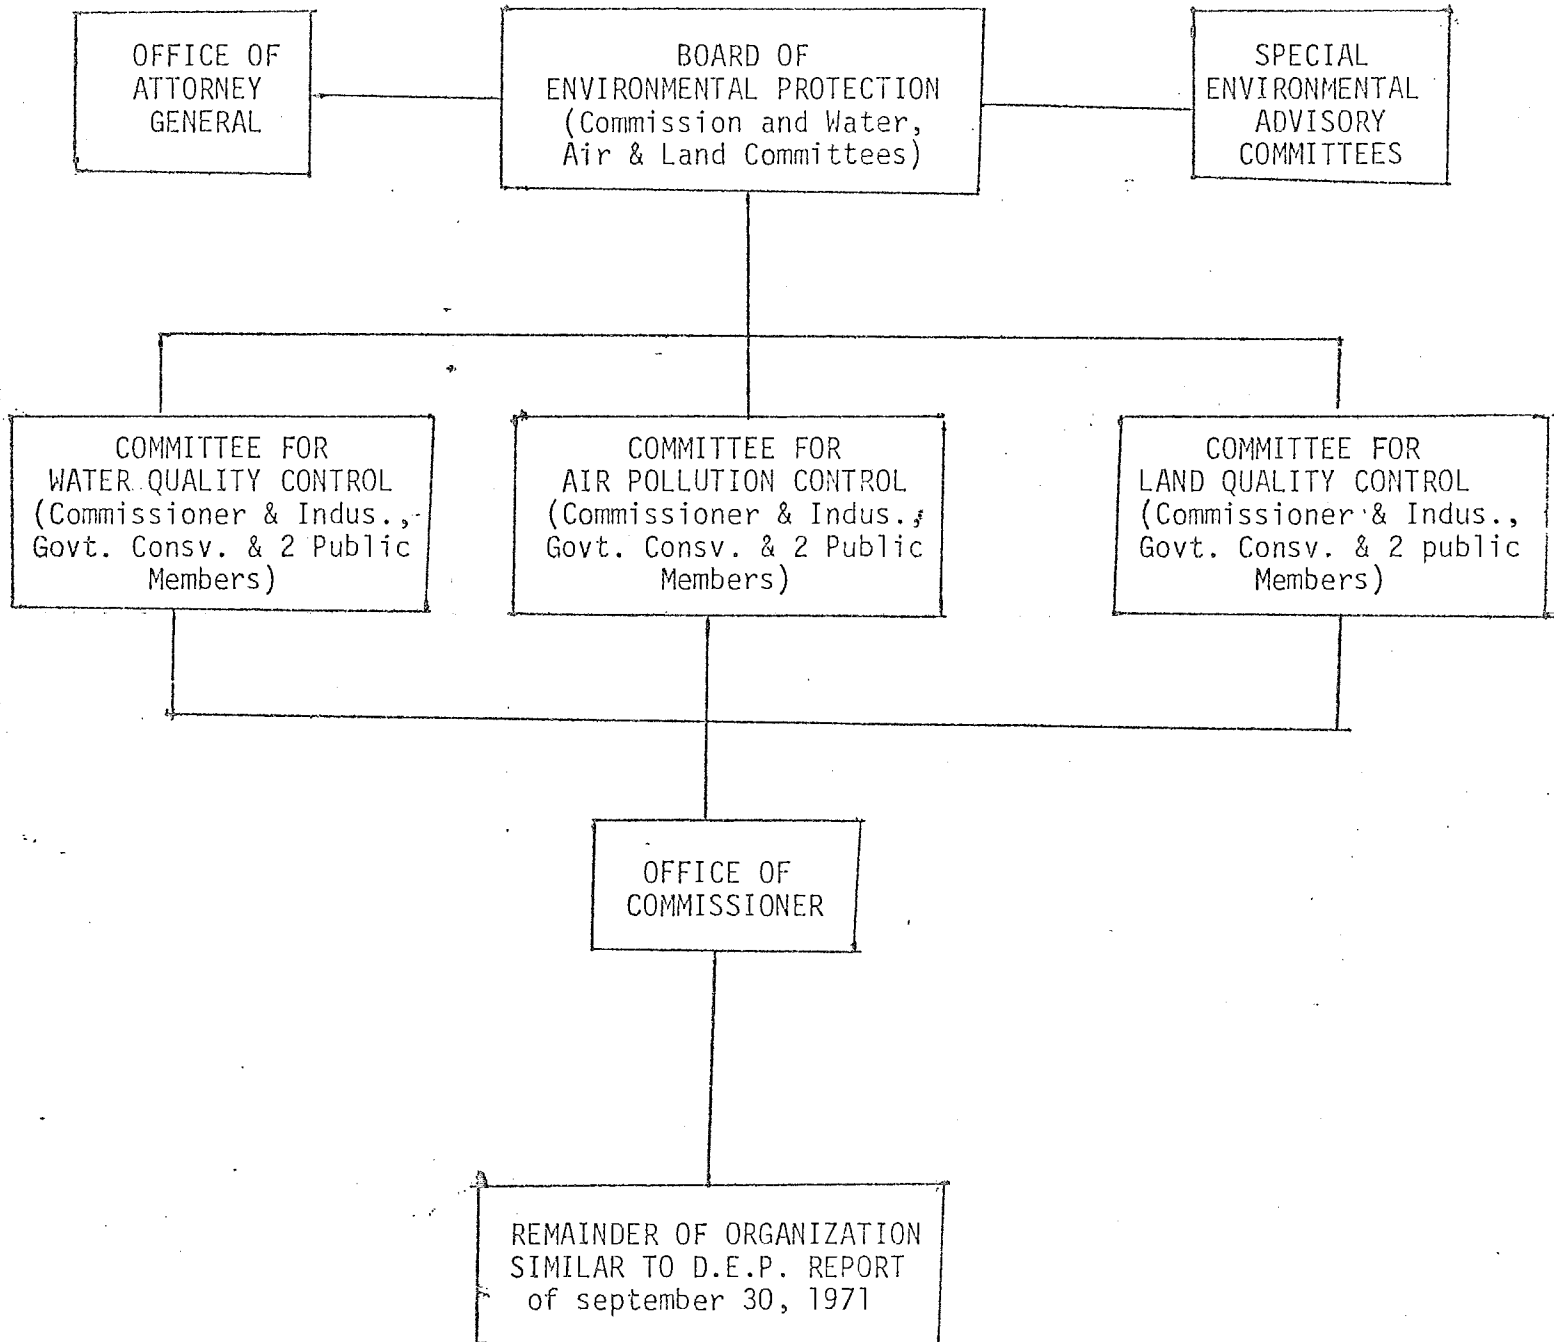 OFFICE OF
ATTORNEY
GENERAL
BOARD OF
ENVIRONMENTAL PROTECTION
(Commission and Water,
Air & Land Committees)
SPECIAL
ENVIRONMENTAL
ADVISORY
COMMITTEES
COMMITTEE FOR
WATER QUALITY CONTROL
(Commissioner & Indus.,
Govt. Consv. & 2 Public
Members)
COMMITTEE FOR
AIR POLLUTION CONTROL
(Commissioner & Indus.,
Govt. Consv. & 2 Public
Members)
COMMITTEE FOR
LAND QUALITY CONTROL
(Commissioner & Indus.,
Govt. Consv. & 2 public
Members)
OFFICE OF
COMMISSIONER
REMAINDER OF ORGANIZATION
SIMILAR TO D.E.P. REPORT
of september 30, 1971